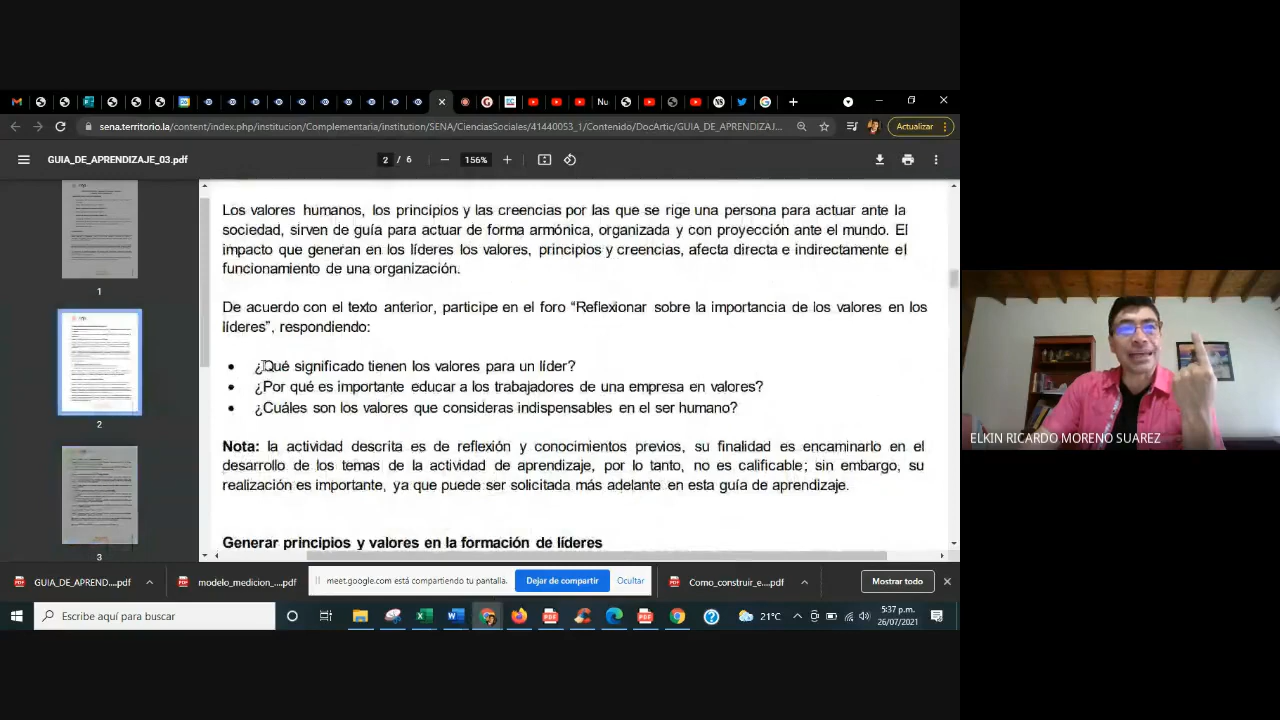 Nu
Actualizar
sena.territorio.la/content/index.php/institucion/Complementaria/institution/SENA/CienciasSociales/41440053_1/Contenido/DocArtic/GUIA_DE_APRENDIZAJ...
GUIA_DE_APRENDIZAJE_03.pdf
2 / 6
156%
Los valores humanos, los principios y las creencias por las que se rige una persona para actuar ante la
sociedad, sirven de guía para actuar de forma armónica, organizada y con proyección ante el mundo. El
impacto que generan en los líderes los valores, principios y creencias, afecta directa e indirectamente el
funcionamiento de una organización.
1
De acuerdo con el texto anterior, participe en el foro “Reflexionar sobre la importancia de los valores en los
líderes”, respondiendo:
• ¿Qué significado tienen los valores para un líder?
• ¿Por qué es importante educar a los trabajadores de una empresa en valores?
• ¿Cuáles son los valores que consideras indispensables en el ser humano?
2
Nota: la actividad descrita es de reflexión y conocimientos previos, su finalidad es encaminarlo en el
desarrollo de los temas de la actividad de aprendizaje, por lo tanto, no es calificable; sin embargo, su
realización es importante, ya que puede ser solicitada más adelante en esta guía de aprendizaje.
Generar principios y valores en la formación de líderes
3
ELKIN RICARDO MORENO SUAREZ
GUIA_DE_APREND....pdf
modelo_medicion_....pdf
meet.google.com está compartiendo tu pantalla.
Dejar de compartir
Ocultar
Como_construir_e....pdf
Mostrar todo
Escribe aquí para buscar
21°C
5:37 p.m.
26/07/2021